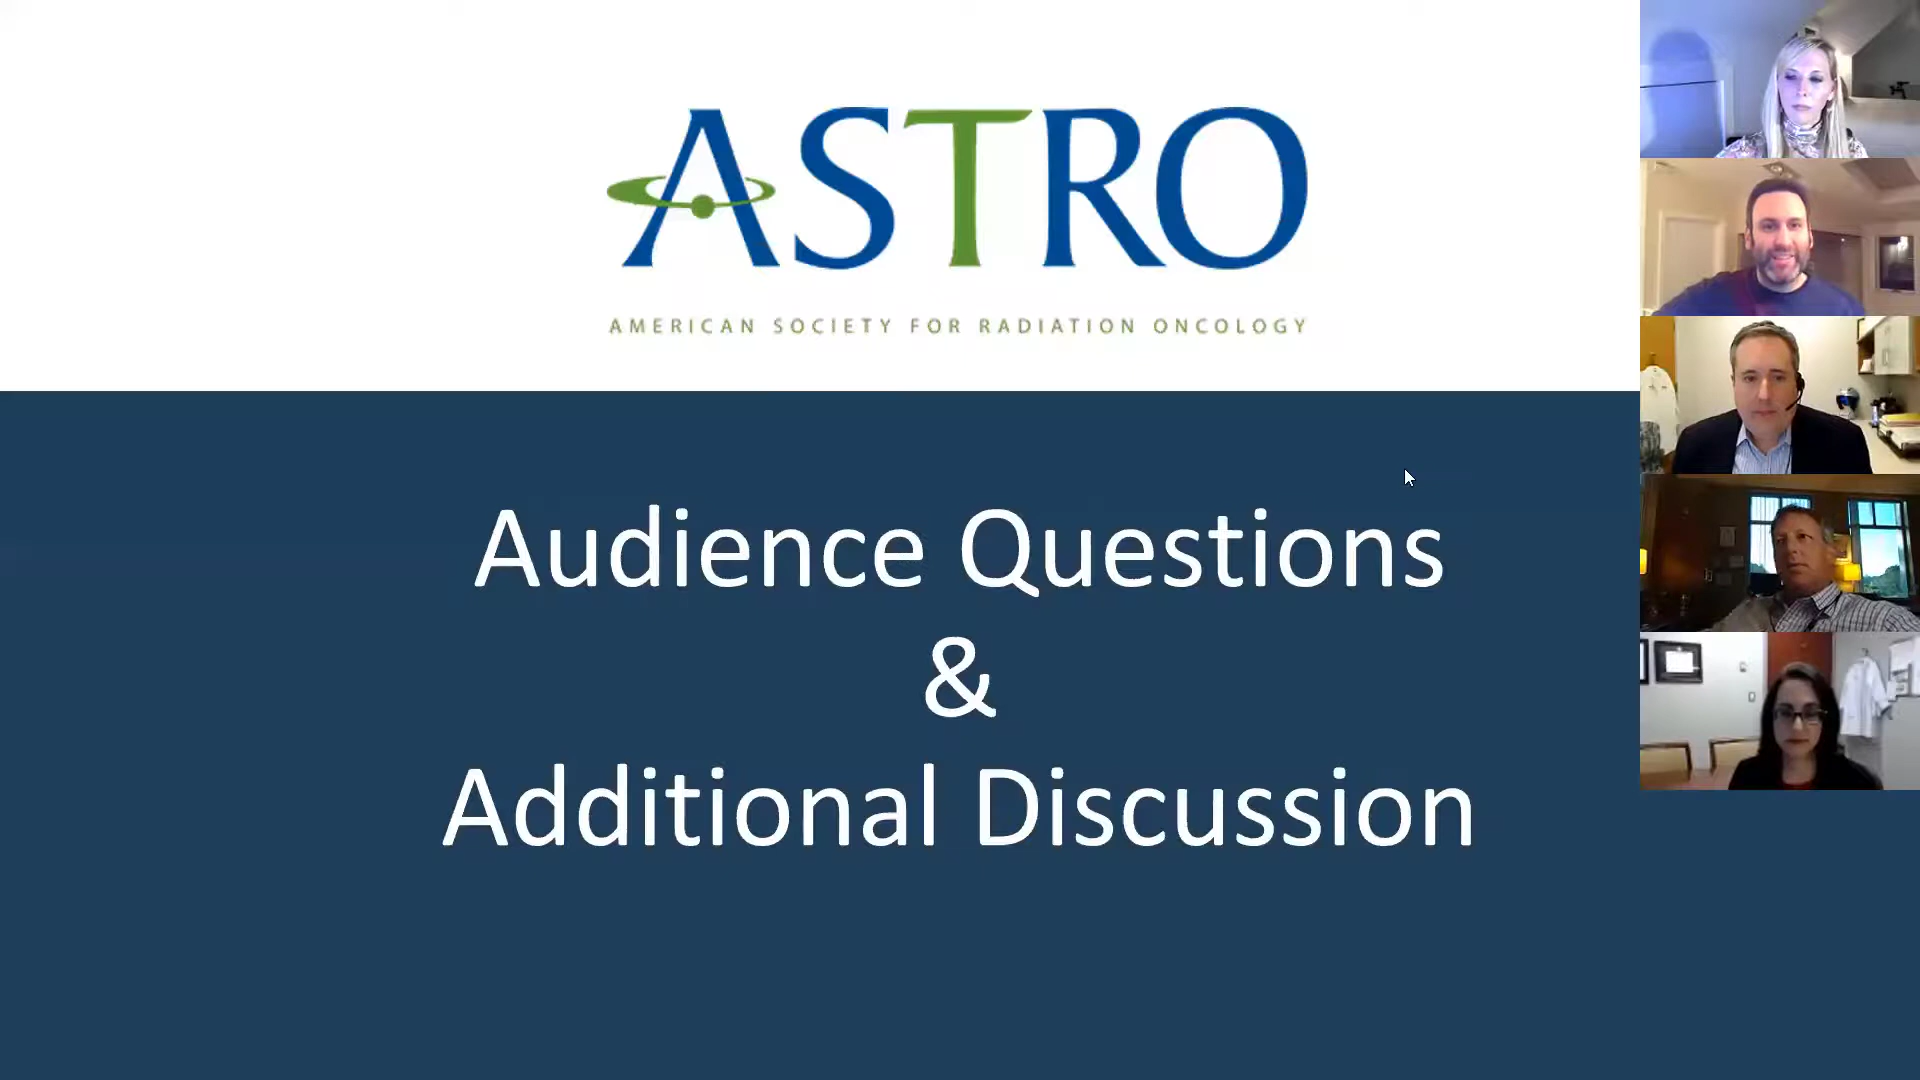 ASTRO
AMERICAN SOCIETY FOR RADIATION ONCOLOGY
Audience Questions
&
Additional Discussion